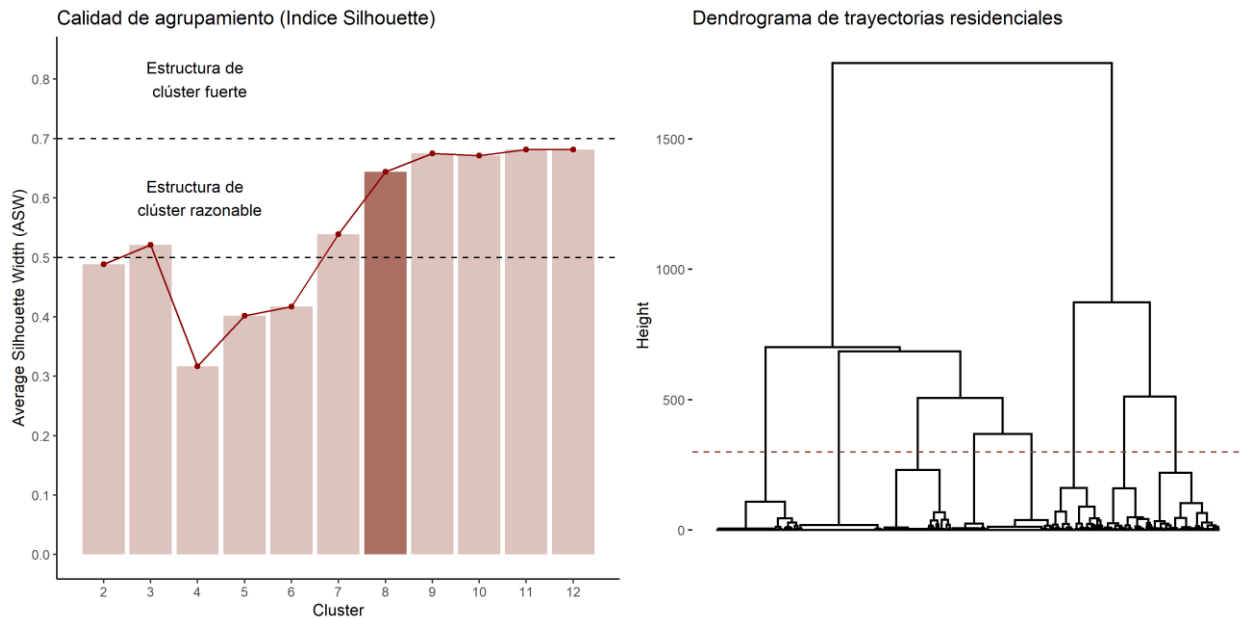 Calidad de agrupamiento (Indice Silhouette)
Estructura de
clúster fuerte
Estructura de
clúster razonable
Average Silhouette Width (ASW)
0.8
0.7
0.6
0.5
0.4
0.3
0.2
0.1
0.0
2 3 4 5 6 7 8 9 10 11 12
Cluster
Dendrograma de trayectorias residenciales
Height
1500
1000
500
0